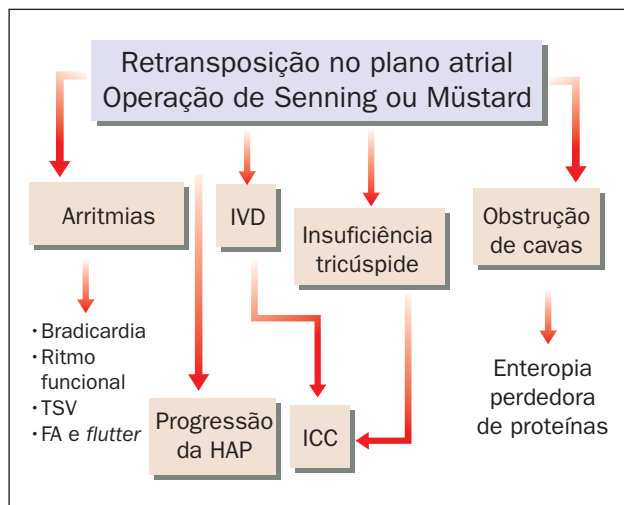 Retransposição no plano atrial
Operação de Senning ou Müstard
Arritmias
IVD
Insuficiência
tricúspide
Obstrução
de cavas
· Bradicardia
· Ritmo
funcional
· TSV
· FA e flutter
Progressão
da HAP
ICC
Enteropia
perdedora
de proteínas